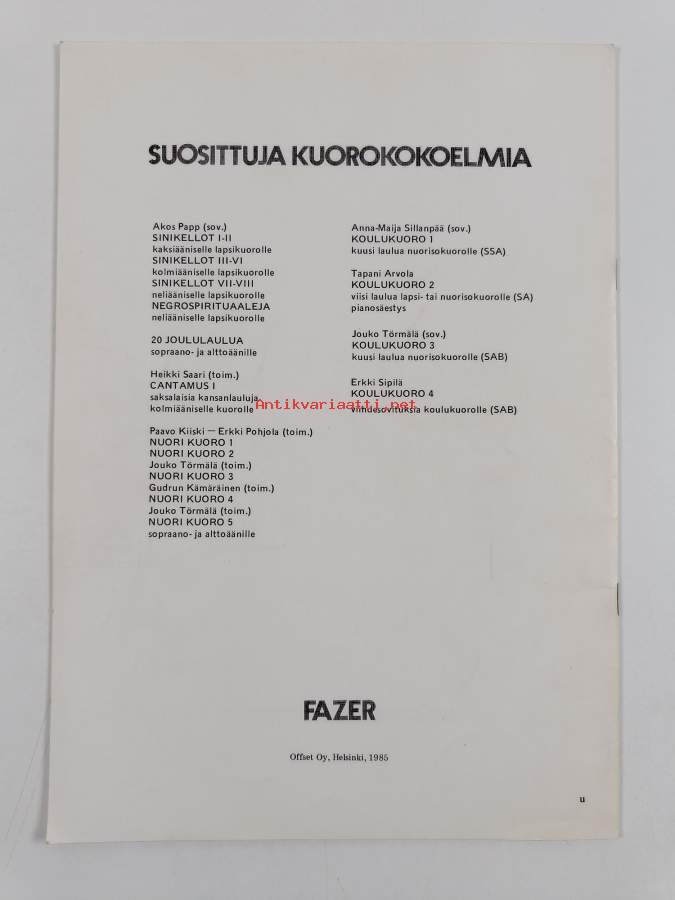 SUOSITTUJA KUOROKOKOELMIA
Akos Papp (sov.)
SINIKELLOT I-II
kaksiääniselle lapsikuorolle
SINIKELLOT III-VI
kolmiääniselle lapsikuorolle
SINIKELLOT VII-VIII
neliääniselle lapsikuorolle
NEGROSPIRITUAALEJA
neliääniselle lapsikuorolle
20 JOULULAULUA
sopraano- ja alttoäänille
Heikki Saari (toim.)
CANTAMUS I
saksalaisia kansanlauluja
kolmiääniselle kuorolle
Paavo Kiiski — Erkki Pohjola (toim.)
NUORI KUORO 1
NUORI KUORO 2
Jouko Törmälä (toim.)
NUORI KUORO 3
Gudrun Kämäräinen (toim.)
NUORI KUORO 4
Jouko Törmälä (toim.)
NUORI KUORO 5
sopraano- ja alttoäänille
Anna-Maija Sillanpää (sov.)
KOULUKUORO 1
kuusi laulua nuorisokuorolle (SSA)
Tapani Arvola
KOULUKUORO 2
viisi laulua lapsi- tai nuorisokuorolle (SA)
pianosäestys
Jouko Törmälä (sov.)
KOULUKUORO 3
kuusi laulua nuorisokuorolle (SAB)
Erkki Sipilä
KOULUKUORO 4
viihdesovituksia koulukuorolle (SAB)
Antikvariaatti.net
FAZER
Offset Oy, Helsinki, 1985
u